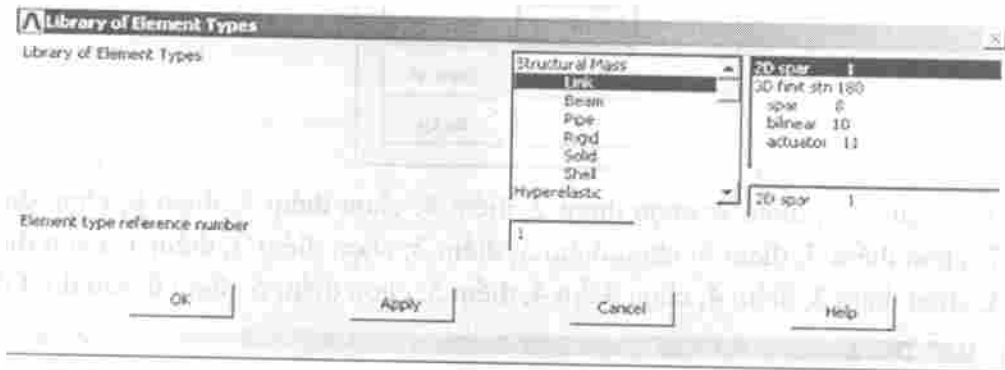 Library of Element Types
Library of Element Types
Structural Mass
Link
Beam
Pipe
Rigid
Solid
Shell
Hyperelastic
2D spar 1
3D finit stn 180
spar 8
bilinear 10
actuator 11
2D spar 1
Element type reference number
1
OK
Apply
Cancel
Help